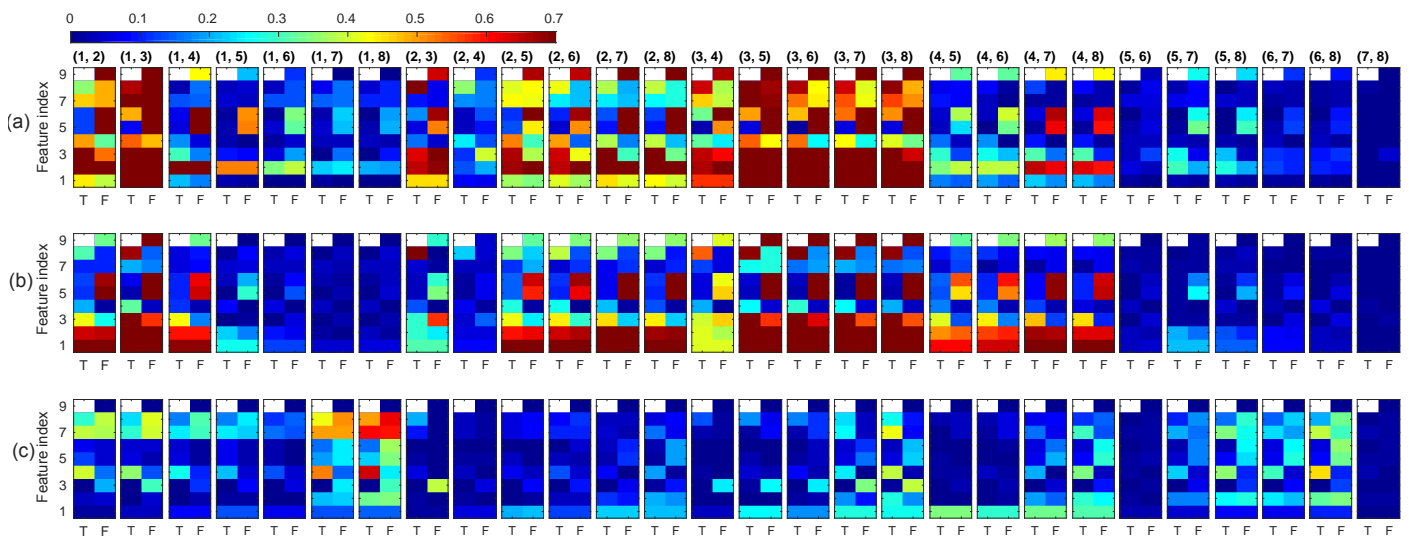 0 0.1 0.2 0.3 0.4 0.5 0.6 0.7
(1, 2) (1, 3) (1, 4) (1, 5) (1, 6) (1, 7) (1, 8) (2, 3) (2, 4) (2, 5) (2, 6) (2, 7) (2, 8) (3, 4) (3, 5) (3, 6) (3, 7) (3, 8) (4, 5) (4, 6) (4, 7) (4, 8) (5, 6) (5, 7) (5, 8) (6, 7) (6, 8) (7, 8)
(a)
Feature index
9
7
5
3
1
T F T F T F T F T F T F T F T F T F T F T F T F T F T F T F T F T F T F T F T F T F T F T F T F T F T F T F T F
(b)
Feature index
9
7
5
3
1
T F T F T F T F T F T F T F T F T F T F T F T F T F T F T F T F T F T F T F T F T F T F T F T F T F T F T F T F
(c)
Feature index
9
7
5
3
1
T F T F T F T F T F T F T F T F T F T F T F T F T F T F T F T F T F T F T F T F T F T F T F T F T F T F T F T F